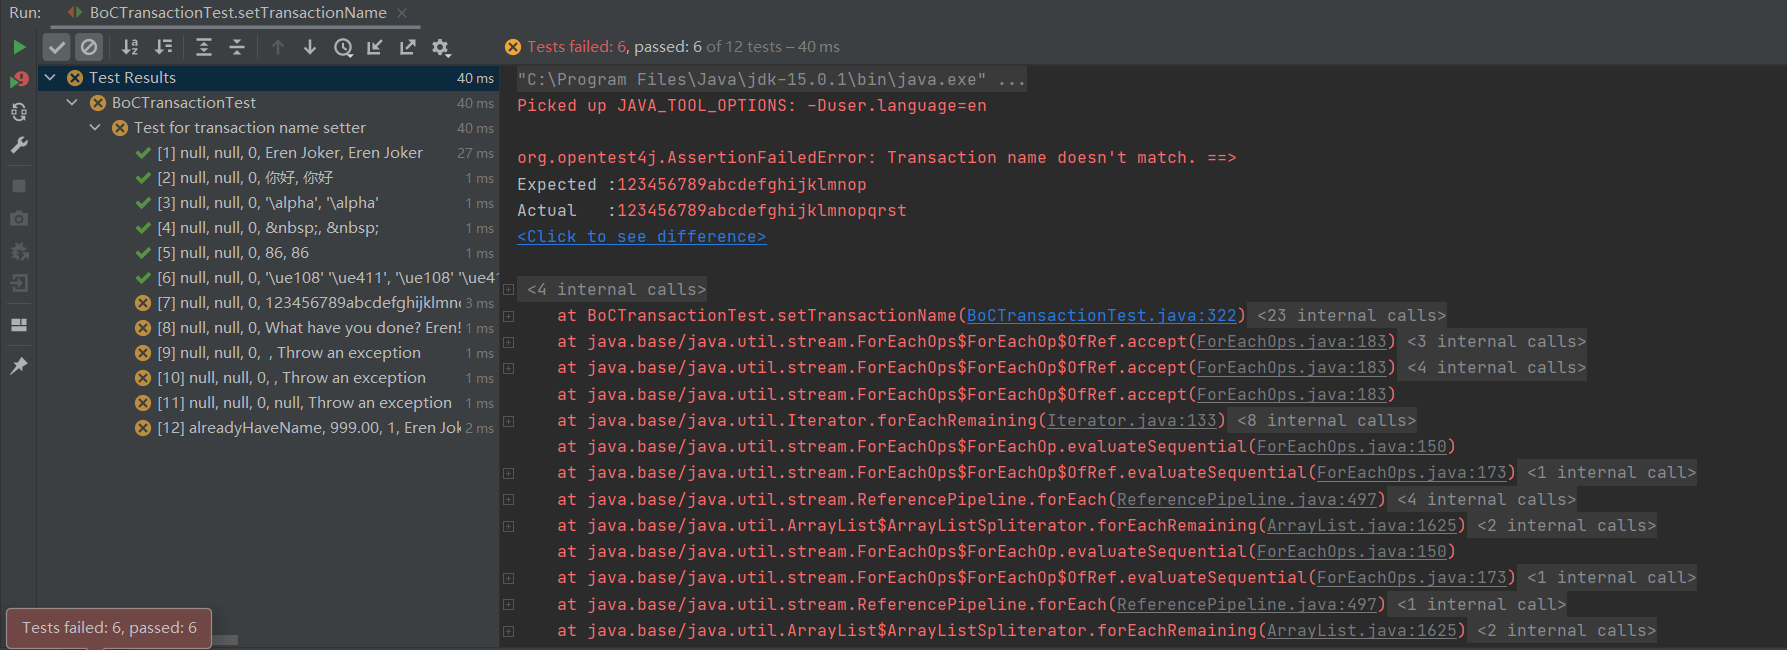 Run: BoCTransactionTest.setTransactionName
Tests failed: 6, passed: 6 of 12 tests – 40 ms
Test Results 40 ms
BoCTransactionTest 40 ms
Test for transaction name setter 40 ms
[1] null, null, 0, Eren Joker, Eren Joker 27 ms
[2] null, null, 0, 你好, 你好 1 ms
[3] null, null, 0, '\alpha', '\alpha' 1 ms
[4] null, null, 0, &nbsp;, &nbsp; 1 ms
[5] null, null, 0, 86, 86 1 ms
[6] null, null, 0, '\ue108' '\ue411', '\ue108' '\ue41
[7] null, null, 0, 123456789abcdefghijklmn 3 ms
[8] null, null, 0, What have you done? Eren! 1 ms
[9] null, null, 0,  , Throw an exception 1 ms
[10] null, null, 0, , Throw an exception 1 ms
[11] null, null, 0, null, Throw an exception 1 ms
[12] alreadyHaveName, 999.00, 1, Eren Jok 2 ms
"C:\Program Files\Java\jdk-15.0.1\bin\java.exe" ...
Picked up JAVA_TOOL_OPTIONS: -Duser.language=en
org.opentest4j.AssertionFailedError: Transaction name doesn't match. ==>
Expected :123456789abcdefghijklmnop
Actual   :123456789abcdefghijklmnopqrst
<Click to see difference>
<4 internal calls>
at BoCTransactionTest.setTransactionName(BoCTransactionTest.java:322) <23 internal calls>
at java.base/java.util.stream.ForEachOps$ForEachOp$OfRef.accept(ForEachOps.java:183) <3 internal calls>
at java.base/java.util.stream.ForEachOps$ForEachOp$OfRef.accept(ForEachOps.java:183) <4 internal calls>
at java.base/java.util.stream.ForEachOps$ForEachOp$OfRef.accept(ForEachOps.java:183)
at java.base/java.util.Iterator.forEachRemaining(Iterator.java:133) <8 internal calls>
at java.base/java.util.stream.ForEachOps$ForEachOp.evaluateSequential(ForEachOps.java:150)
at java.base/java.util.stream.ForEachOps$ForEachOp$OfRef.evaluateSequential(ForEachOps.java:173) <1 internal call>
at java.base/java.util.stream.ReferencePipeline.forEach(ReferencePipeline.java:497) <4 internal calls>
at java.base/java.util.ArrayList$ArrayListSpliterator.forEachRemaining(ArrayList.java:1625) <2 internal calls>
at java.base/java.util.stream.ForEachOps$ForEachOp.evaluateSequential(ForEachOps.java:150)
at java.base/java.util.stream.ForEachOps$ForEachOp$OfRef.evaluateSequential(ForEachOps.java:173) <1 internal call>
at java.base/java.util.stream.ReferencePipeline.forEach(ReferencePipeline.java:497) <1 internal call>
at java.base/java.util.ArrayList$ArrayListSpliterator.forEachRemaining(ArrayList.java:1625) <2 internal calls>
Tests failed: 6, passed: 6